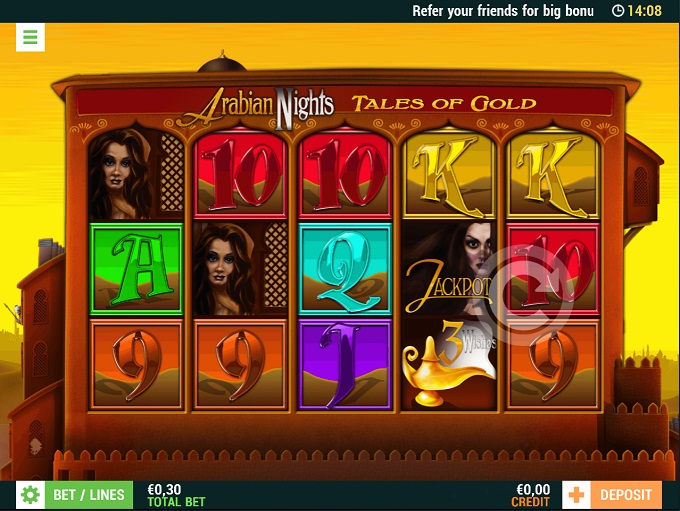 Refer your friends for big bonu 14:08
Arabian Nights TALES OF GOLD
10 10 K K
A Q JACKPOT 10
9 9 J 3 Wishes 9
BET / LINES €0,30 TOTAL BET €0,00 CREDIT DEPOSIT